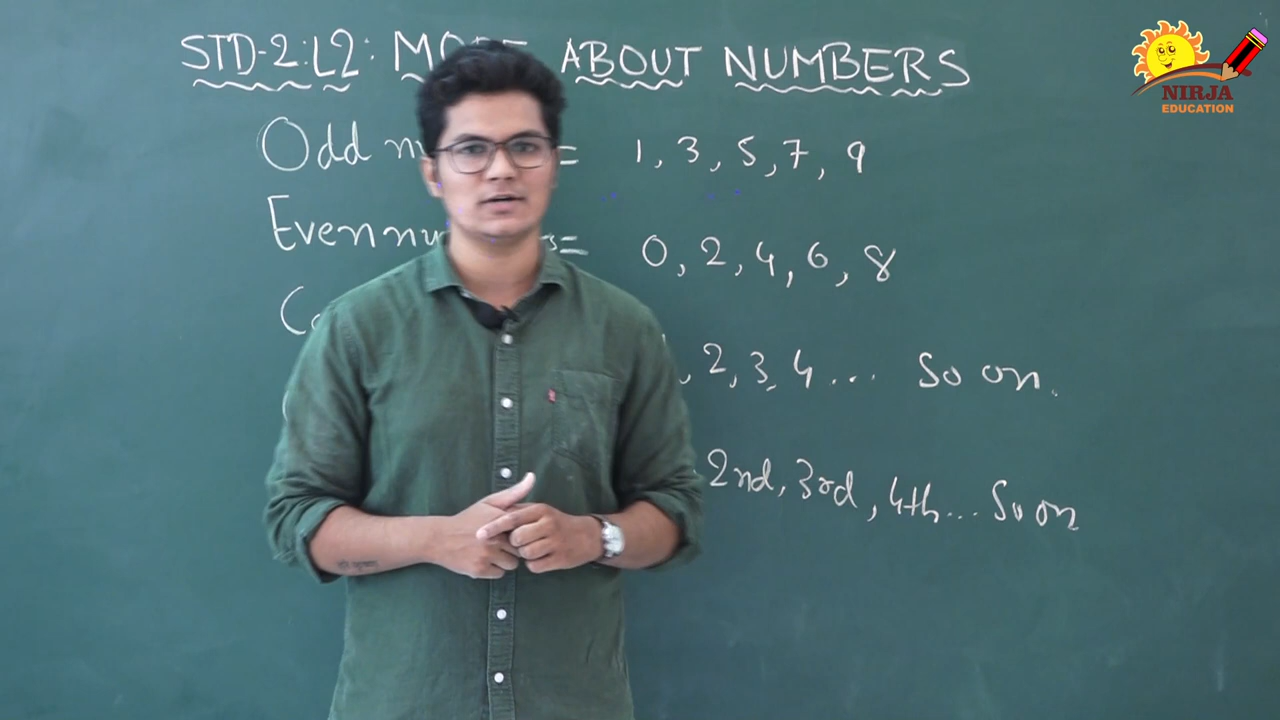 STD-2:L2: MORE ABOUT NUMBERS
NIRJA
EDUCATION
Odd = 1, 3, 5, 7, 9
Even = 0, 2, 4, 6, 8
, 2, 3, 4 ... So on.
2nd, 3rd, 4th ... So on